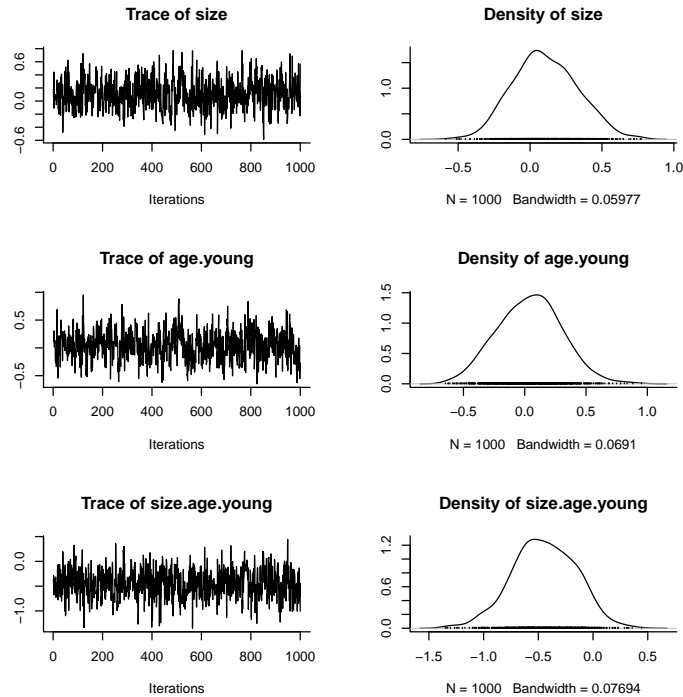 Trace of size
0.6
0.0
−0.6
0 200 400 600 800 1000
Iterations
Density of size
1.0
0.0
−0.5 0.0 0.5 1.0
N = 1000 Bandwidth = 0.05977
Trace of age.young
0.5
−0.5
0 200 400 600 800 1000
Iterations
Density of age.young
1.5
1.0
0.5
0.0
−0.5 0.0 0.5 1.0
N = 1000 Bandwidth = 0.0691
Trace of size.age.young
0.0
−1.0
0 200 400 600 800 1000
Iterations
Density of size.age.young
1.2
0.6
0.0
−1.5 −1.0 −0.5 0.0 0.5
N = 1000 Bandwidth = 0.07694